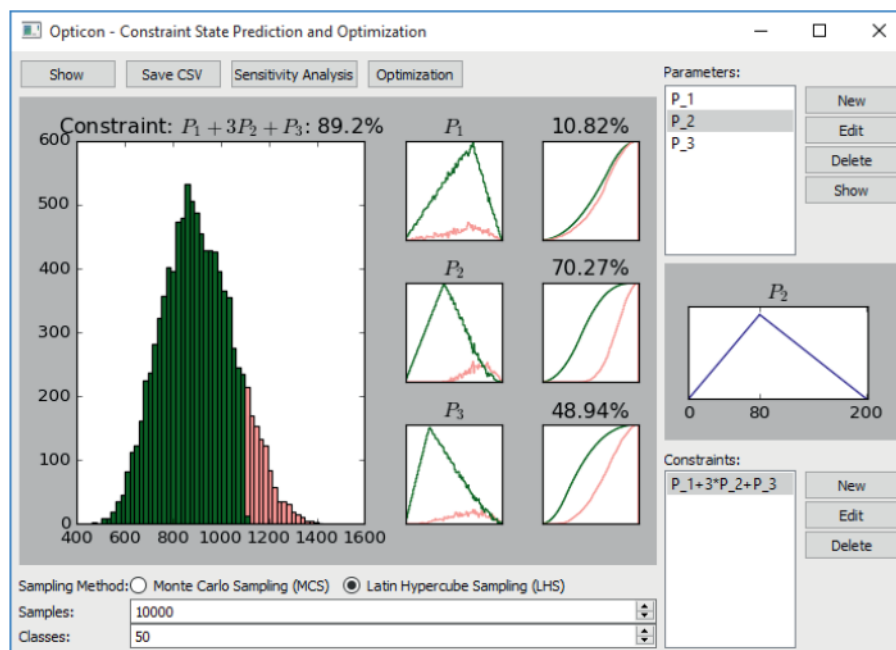 Opticon - Constraint State Prediction and Optimization
Show Save CSV Sensitivity Analysis Optimization
Constraint: P₁ + 3P₂ + P₃: 89.2%
600
500
400
300
200
100
0
400 600 800 1000 1200 1400 1600
P₁ 10.82%
P₂ 70.27%
P₃ 48.94%
Parameters:
P_1
P_2
P_3
New
Edit
Delete
Show
P₂
0 80 200
Constraints:
P_1+3*P_2+P_3
New
Edit
Delete
Sampling Method: Monte Carlo Sampling (MCS) Latin Hypercube Sampling (LHS)
Samples: 10000
Classes: 50